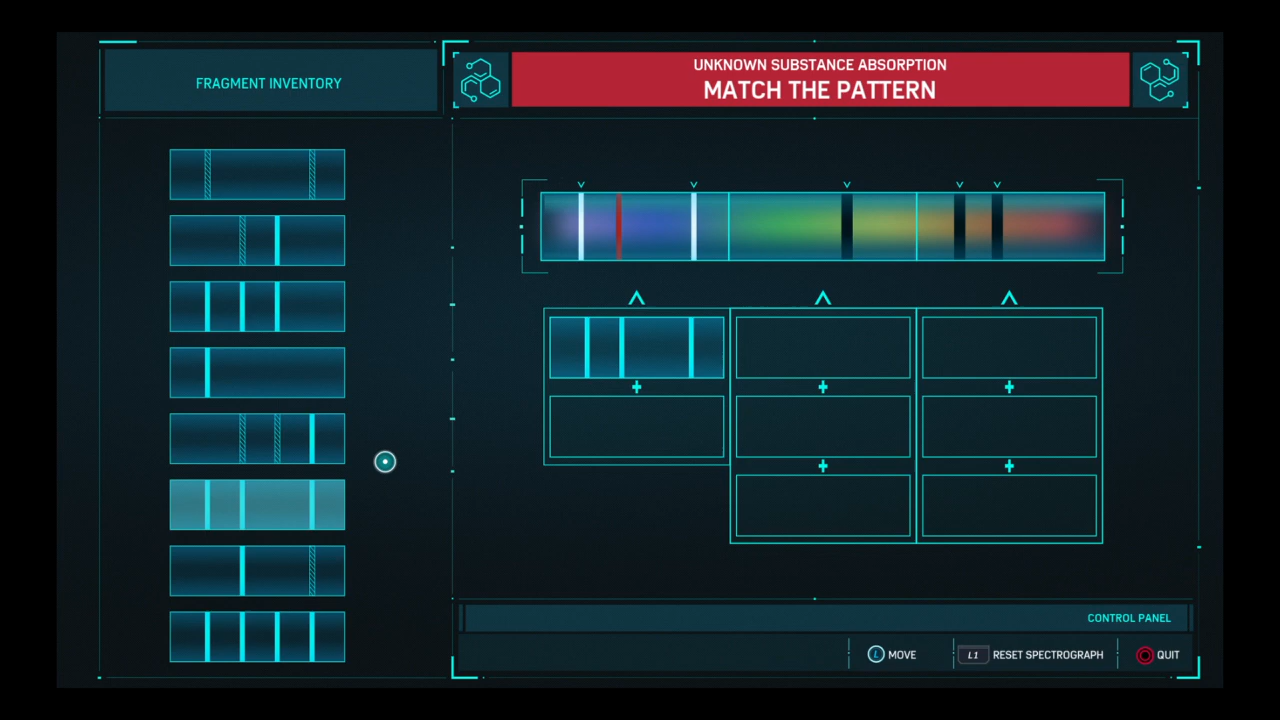 FRAGMENT INVENTORY
UNKNOWN SUBSTANCE ABSORPTION
MATCH THE PATTERN
CONTROL PANEL
L MOVE
L1 RESET SPECTROGRAPH
QUIT